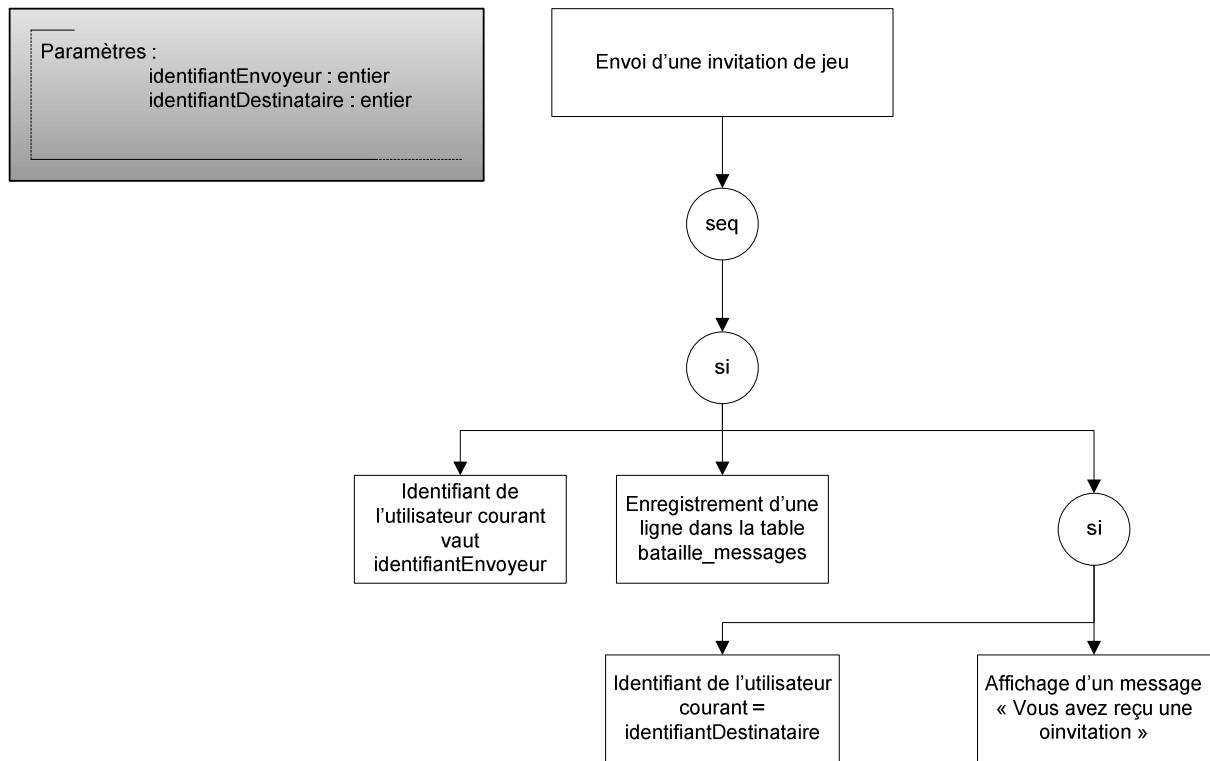 Paramètres :
identifiantEnvoyeur : entier
identifiantDestinataire : entier
Envoi d’une invitation de jeu
seq
si
Identifiant de
l’utilisateur courant
vaut
identifiantEnvoyeur
Enregistrement d’une
ligne dans la table
bataille_messages
si
Identifiant de l’utilisateur
courant =
identifiantDestinataire
Affichage d’un message
« Vous avez reçu une
oinvitation »